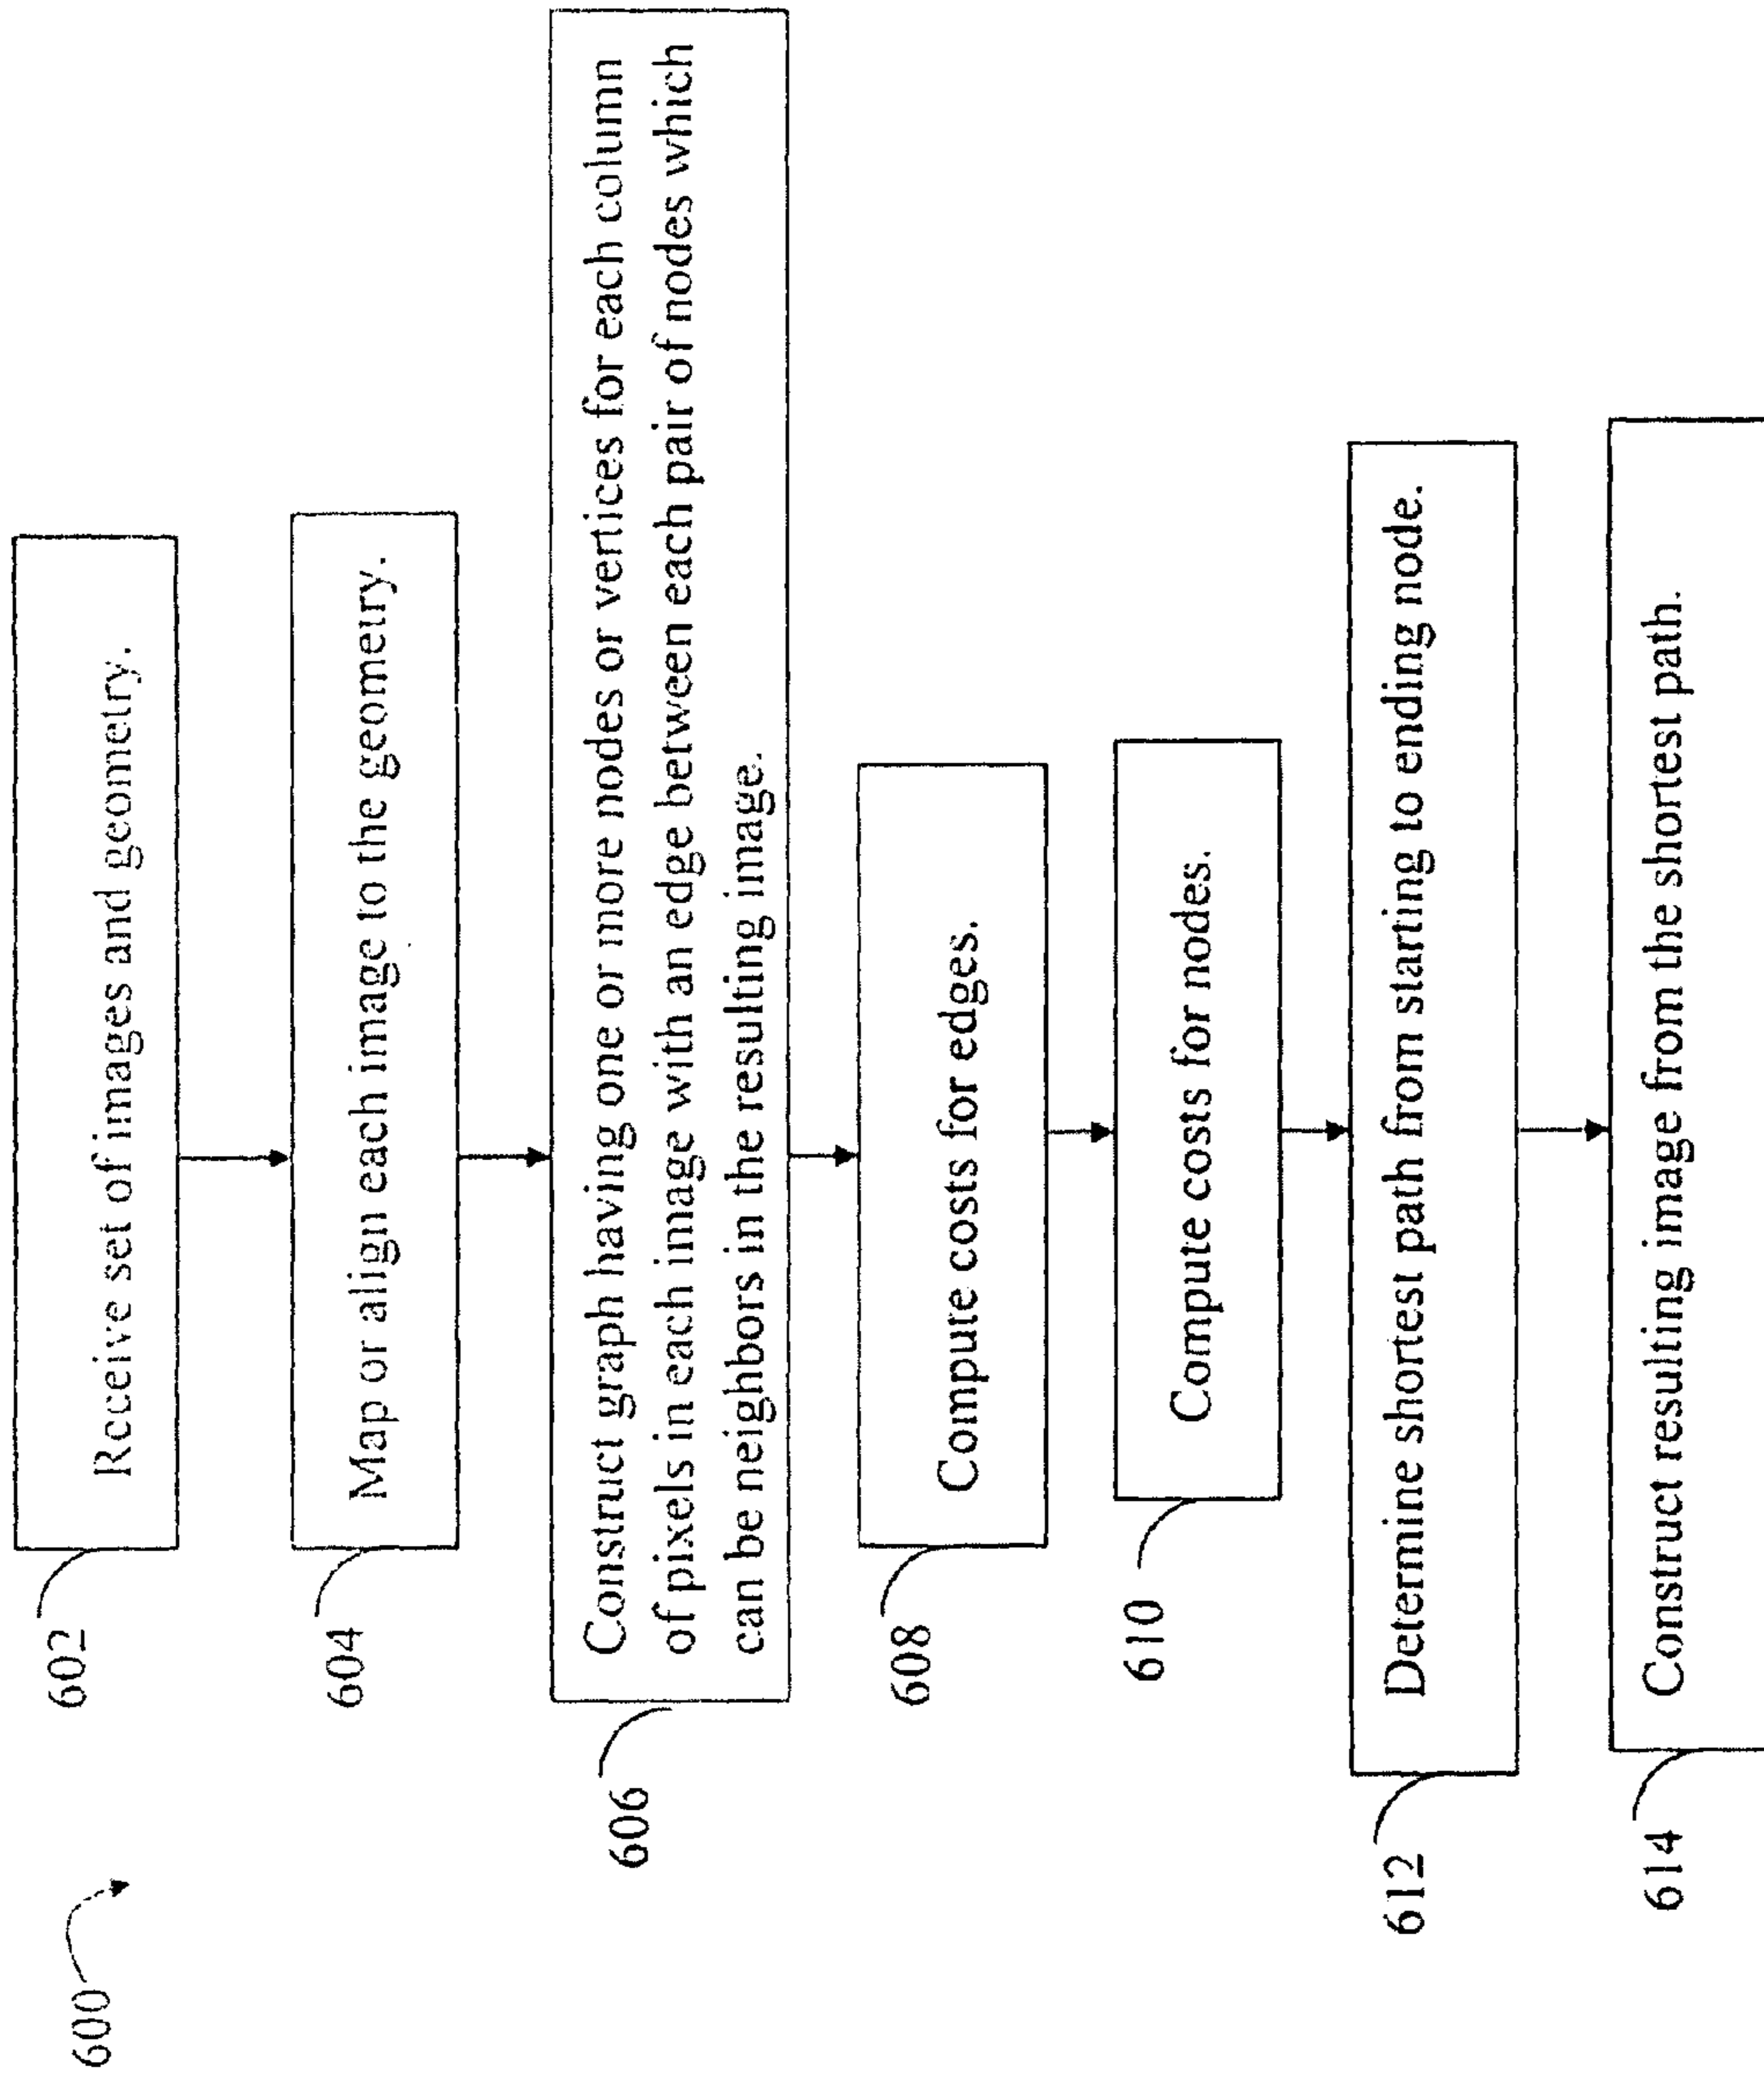 600
602
Receive set of images and geometry.
604
Map or align each image to the geometry.
606
Construct graph having one or more nodes or vertices for each column
of pixels in each image with an edge between each pair of nodes which
can be neighbors in the resulting image.
608
Compute costs for edges.
610
Compute costs for nodes.
612
Determine shortest path from starting to ending node.
614
Construct resulting image from the shortest path.